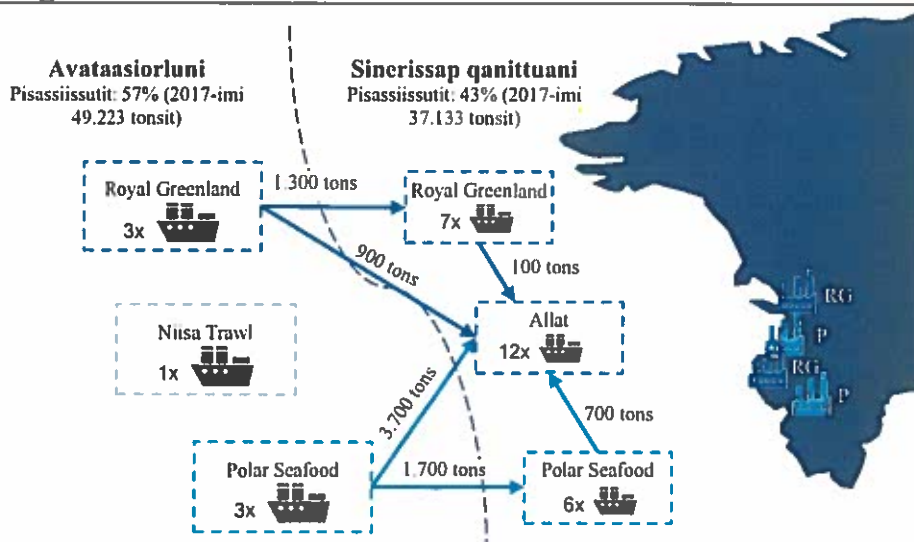 Avataasiorluni
Pisassiissutit: 57% (2017-imi
49.223 tonsit)
Sinerissap qanittuani
Pisassiissutit: 43% (2017-imi
37.133 tonsit)
Royal Greenland
3x
1.300 tons
Royal Greenland
7x
900 tons
100 tons
Niisa Trawl
1x
Allat
12x
3.700 tons
700 tons
Polar Seafood
3x
1.700 tons
Polar Seafood
6x
RG
P
RG
P